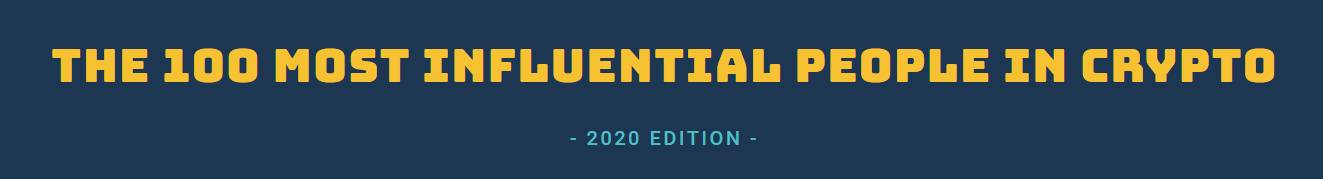 THE 100 MOST INFLUENTIAL PEOPLE IN CRYPTO
- 2020 EDITION -